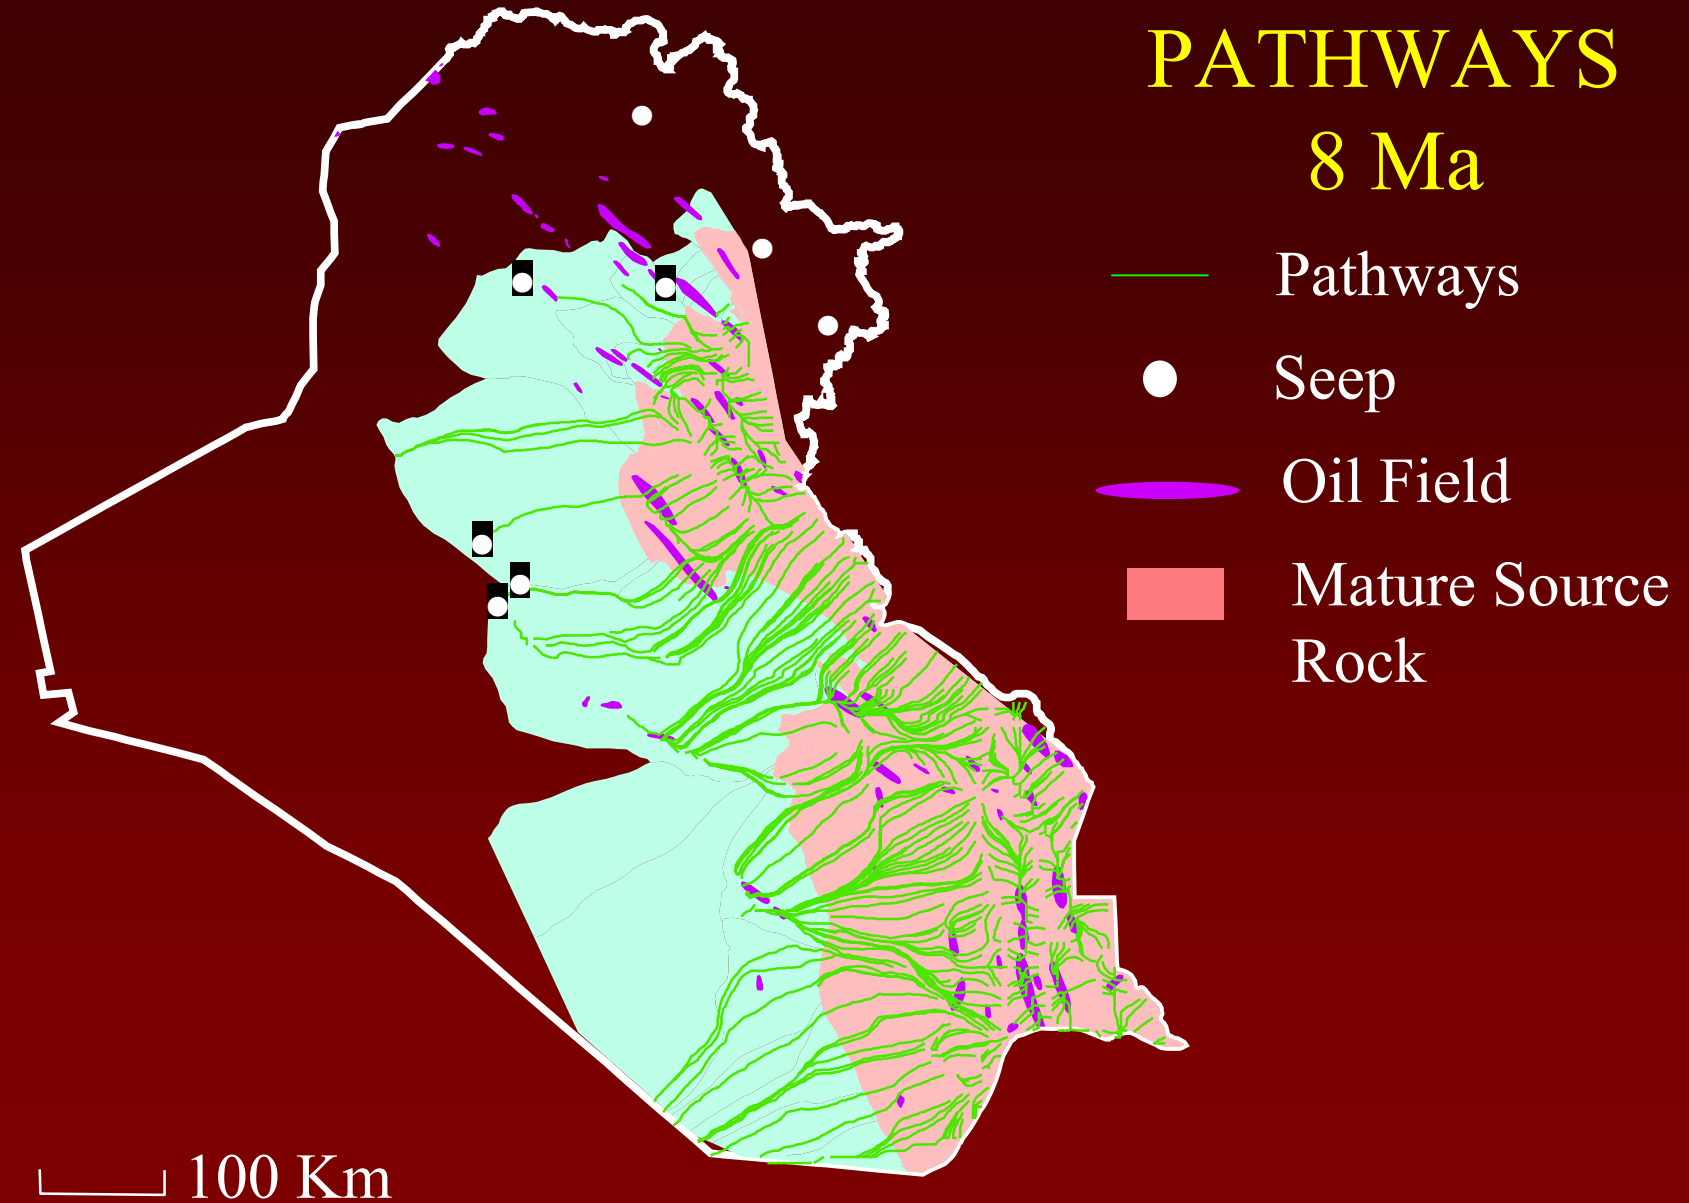 PATHWAYS
8 Ma
Pathways
Seep
Oil Field
Mature Source
Rock
100 Km